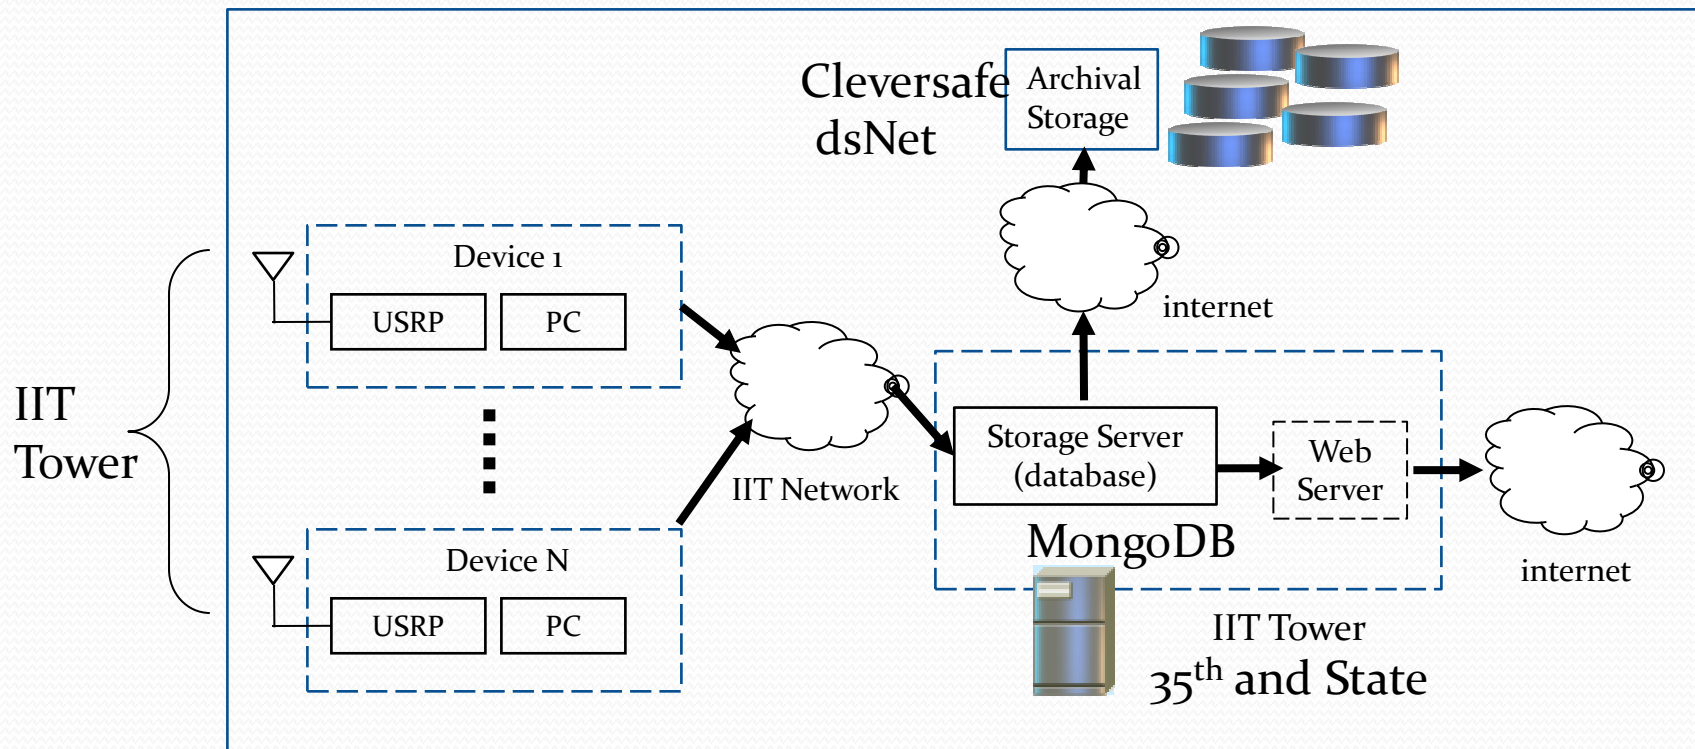 Cleversafe
dsNet
Archival
Storage
internet
IIT
Tower
Device 1
USRP
PC
Device N
USRP
PC
IIT Network
Storage Server
(database)
Web
Server
MongoDB
internet
IIT Tower
35th and State